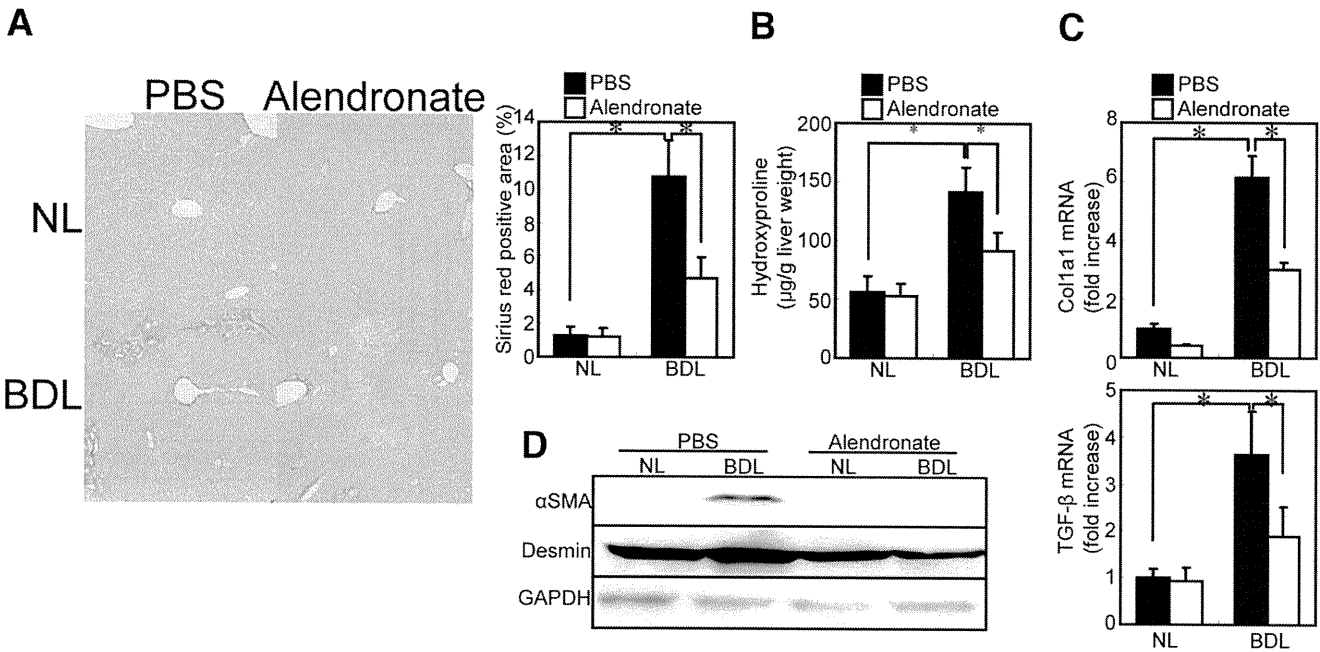 A
PBS Alendronate
NL
BDL
PBS
Alendronate
Sirius red positive area (%)
14
12
10
8
6
4
2
0
* *
NL BDL
B
PBS
Alendronate
Hydroxyproline
(µg/g liver weight)
200
150
100
50
0
* *
NL BDL
C
PBS
Alendronate
Col1a1 mRNA
(fold increase)
8
6
4
2
0
* *
NL BDL
TGF-β mRNA
(fold increase)
5
4
3
2
1
0
* *
NL BDL
D
PBS Alendronate
NL BDL NL BDL
αSMA
Desmin
GAPDH